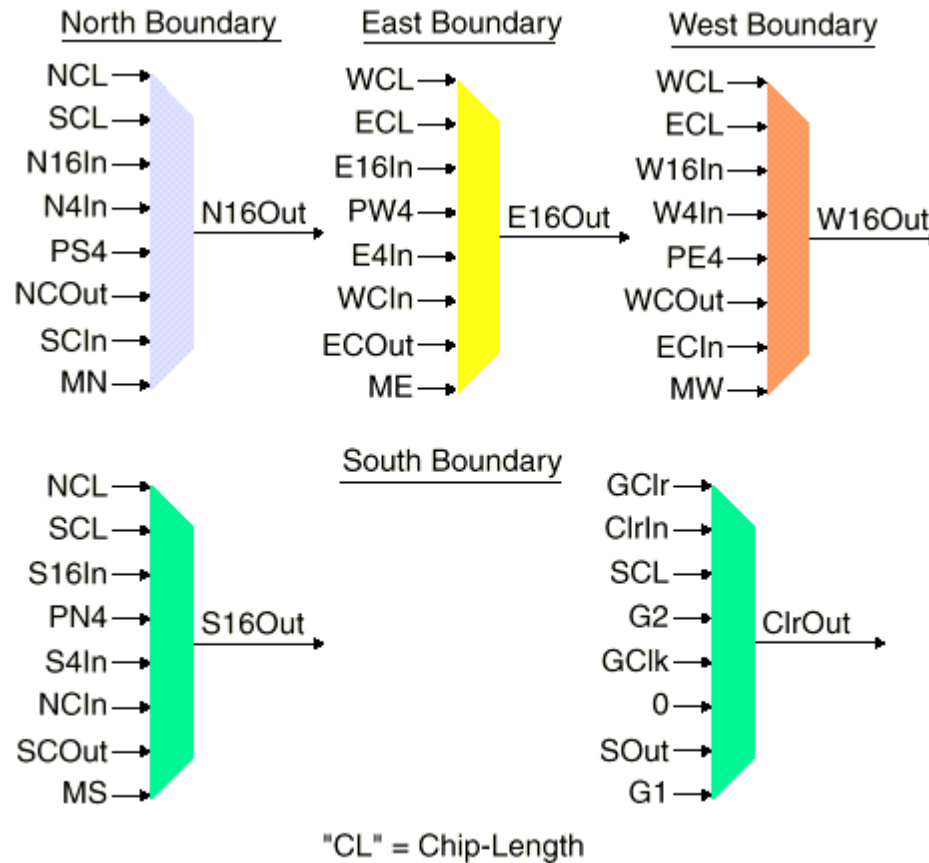 North Boundary
NCL
SCL
N16In
N4In
PS4
NCOut
SCIn
MN
N16Out
East Boundary
WCL
ECL
E16In
PW4
E4In
WCIn
ECOut
ME
E16Out
West Boundary
WCL
ECL
W16In
W4In
PE4
WCOut
ECIn
MW
W16Out
South Boundary
NCL
SCL
S16In
PN4
S4In
NCIn
SCOut
MS
S16Out
GClr
ClrIn
SCL
G2
GClk
0
SOut
G1
ClrOut
"CL" = Chip-Length